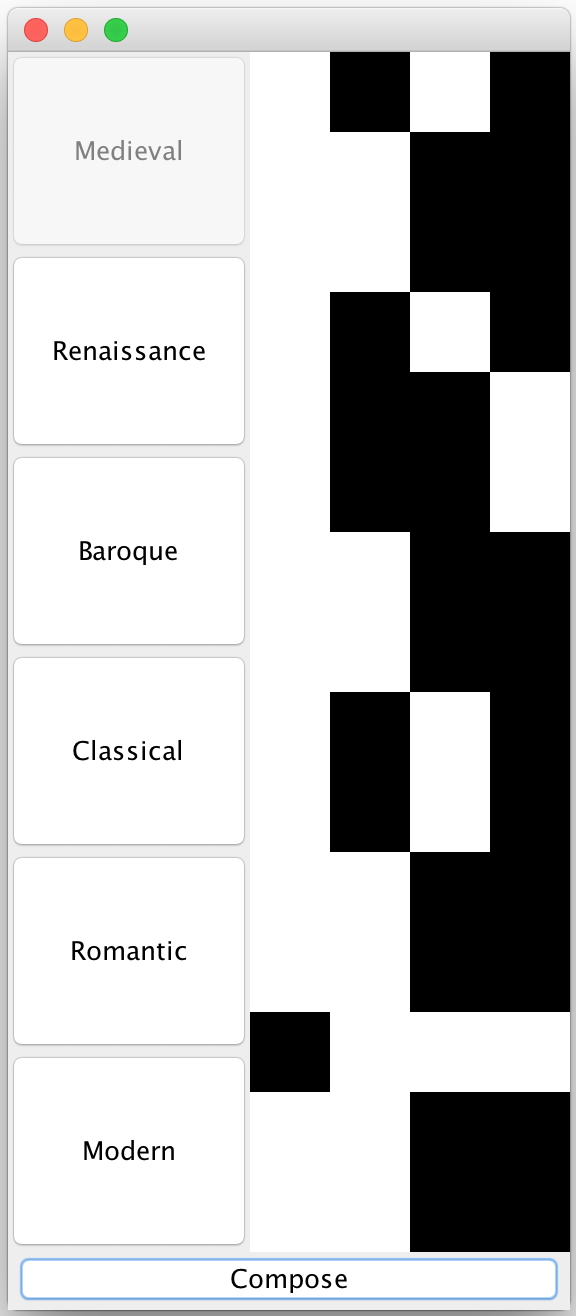 Medieval
Renaissance
Baroque
Classical
Romantic
Modern
Compose